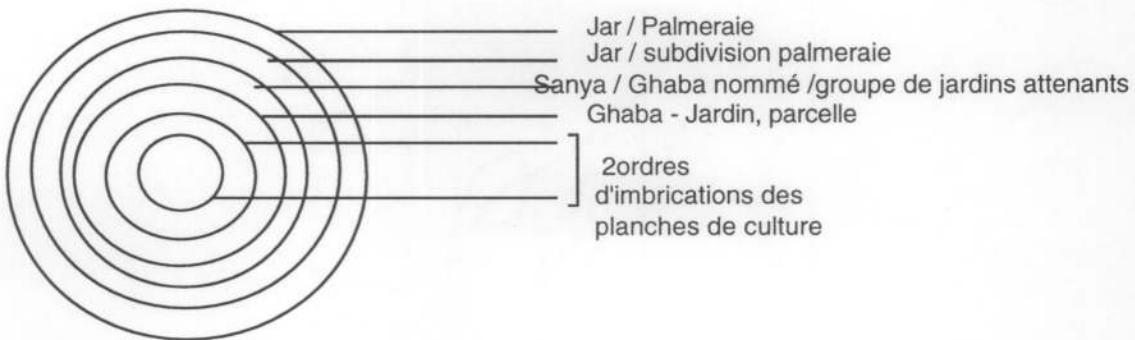 Jar / Palmeraie
Jar / subdivision palmeraie
Sanya / Ghaba nommé /groupe de jardins attenants
Ghaba - Jardin, parcelle
2ordres
d'imbrications des
planches de culture